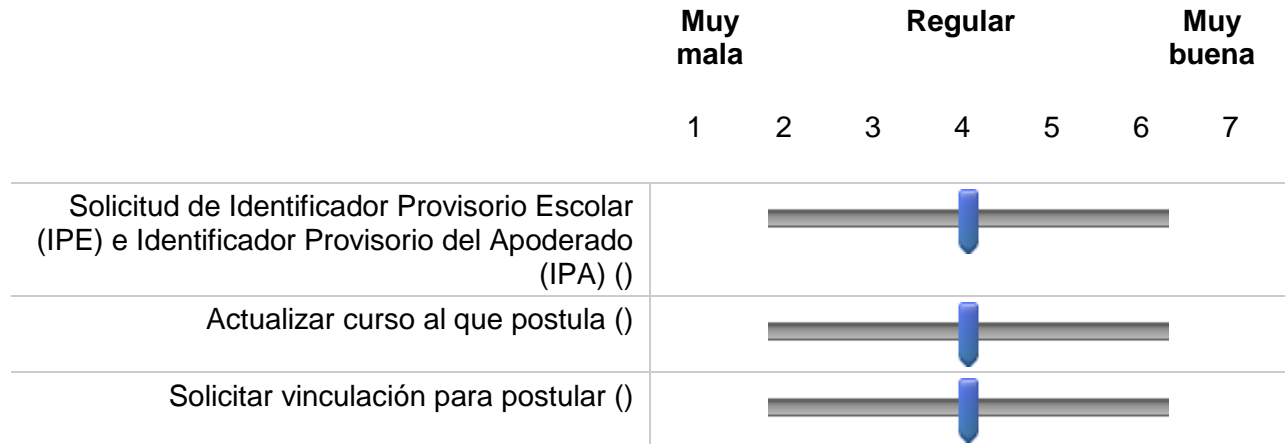 Muy mala Regular Muy buena
1 2 3 4 5 6 7
Solicitud de Identificador Provisorio Escolar
(IPE) e Identificador Provisorio del Apoderado
(IPA) ()
Actualizar curso al que postula ()
Solicitar vinculación para postular ()